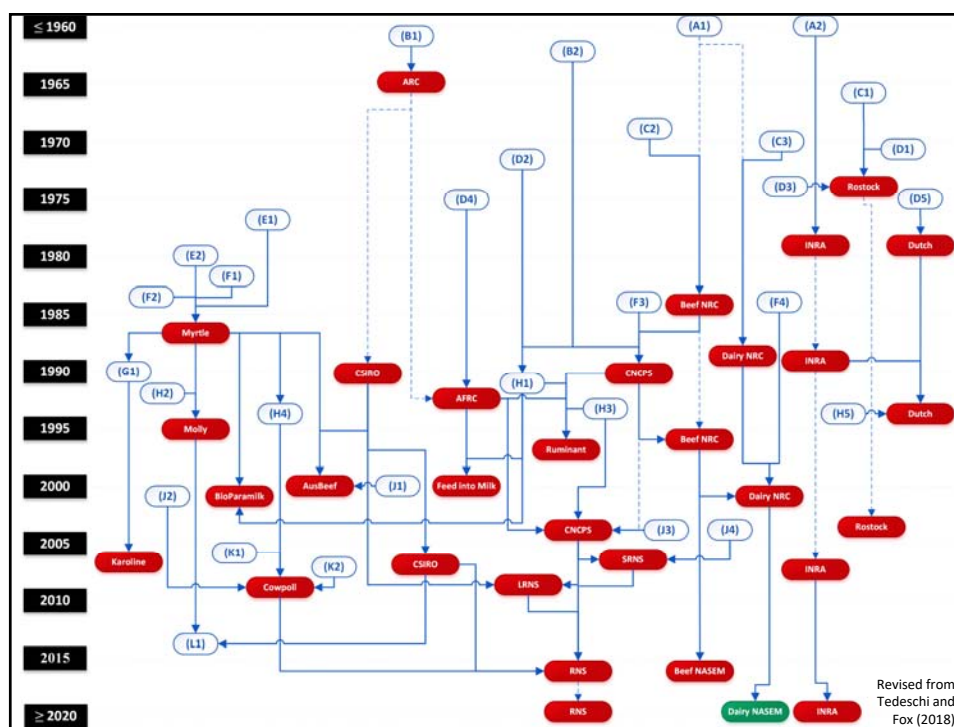 ≤ 1960
(B1)
(B2)
(A1)
(A2)
1965
ARC
(C1)
1970
(C2)
(C3)
(D1)
(D2)
1975
(D4)
(D3)
Rostock
(D5)
(E1)
1980
(E2)
INRA
Dutch
(F1)
(F2)
1985
(F3)
Beef NRC
(F4)
Myrtle
Dairy NRC
INRA
1990
(G1)
CSIRO
(H1)
CNCPS
(H2)
AFRC
(H4)
(H3)
(H5)
Dutch
1995
Molly
Ruminant
Beef NRC
2000
(J2)
BioParamilk
AusBeef
(J1)
Feed into Milk
Dairy NRC
Rostock
2005
CNCPS
(J3)
(J4)
Karoline
(K1)
CSIRO
SRNS
INRA
(K2)
Cowpoll
LRNS
2010
(L1)
2015
RNS
Beef NASEM
≥ 2020
RNS
Dairy NASEM
INRA
Revised from
Tedeschi and
Fox (2018)